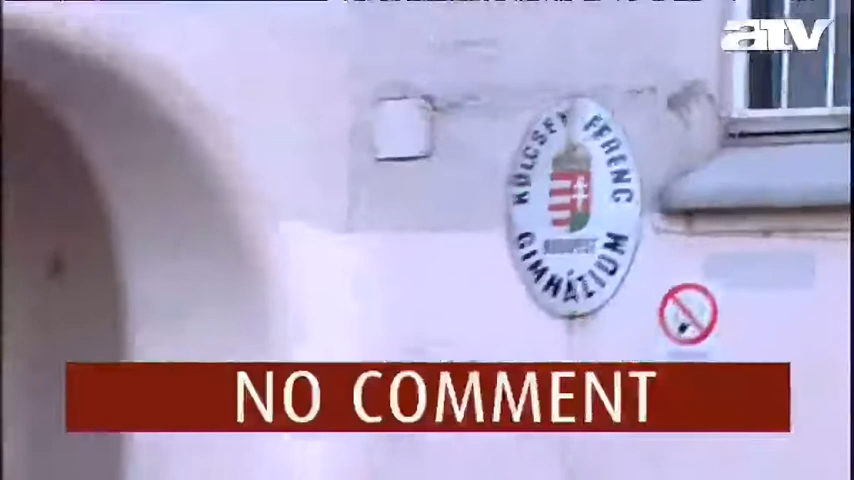 atv
KÖLCSEY FERENC
BUDAPEST
GIMNÁZIUM
NO COMMENT